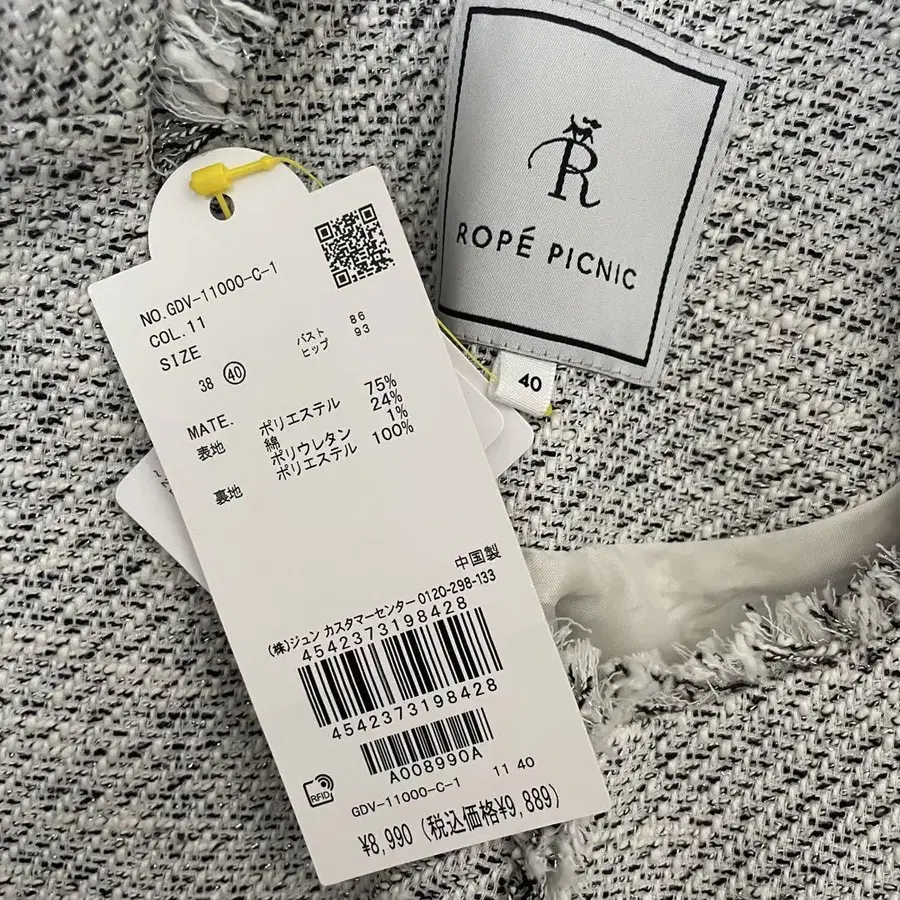 R
ROPÉ PICNIC
40
NO.GDV-11000-C-1
COL.11
SIZE
38 ㊵
バスト 86
ヒップ 93
MATE.
表地 ポリエステル 75%
綿 24%
ポリウレタン 1%
裏地 ポリエステル 100%
中国製
(株)ジュン カスタマーセンター0120-298-133
4542373198428
4542373198428
A008990A
RFID
GDV-11000-C-1 11 40
¥8,990 (税込価格¥9,889)